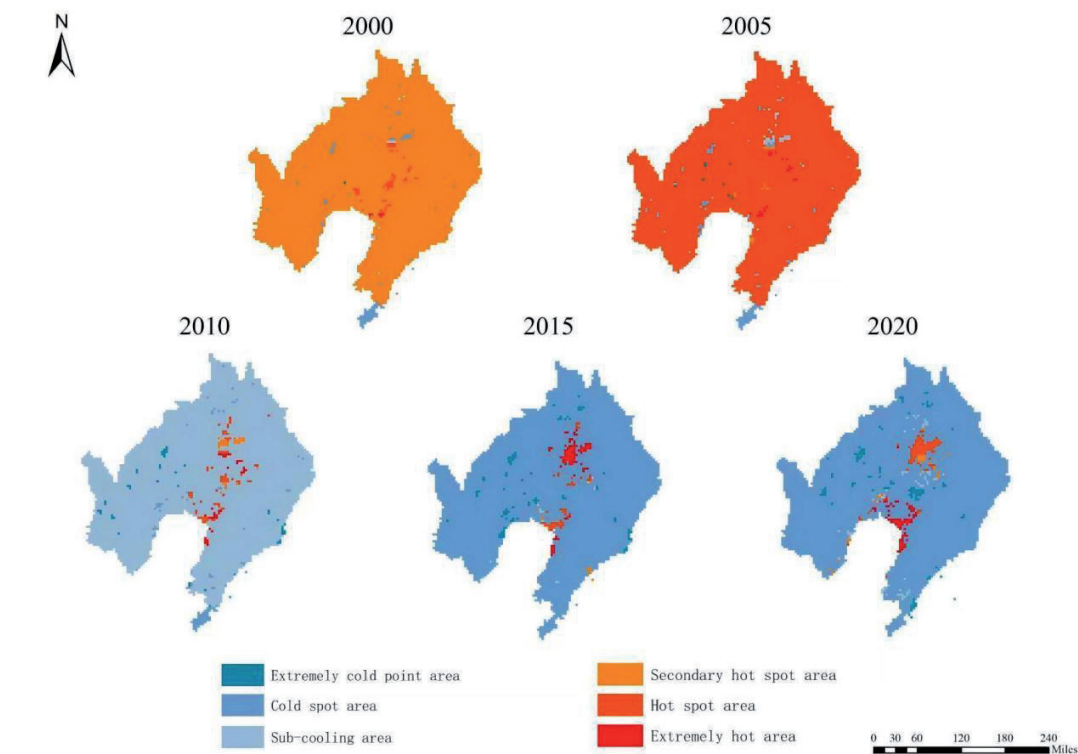 N
2000
2005
2010
2015
2020
Extremely cold point area
Cold spot area
Sub-cooling area
Secondary hot spot area
Hot spot area
Extremely hot area
0 30 60 120 180 240
Miles